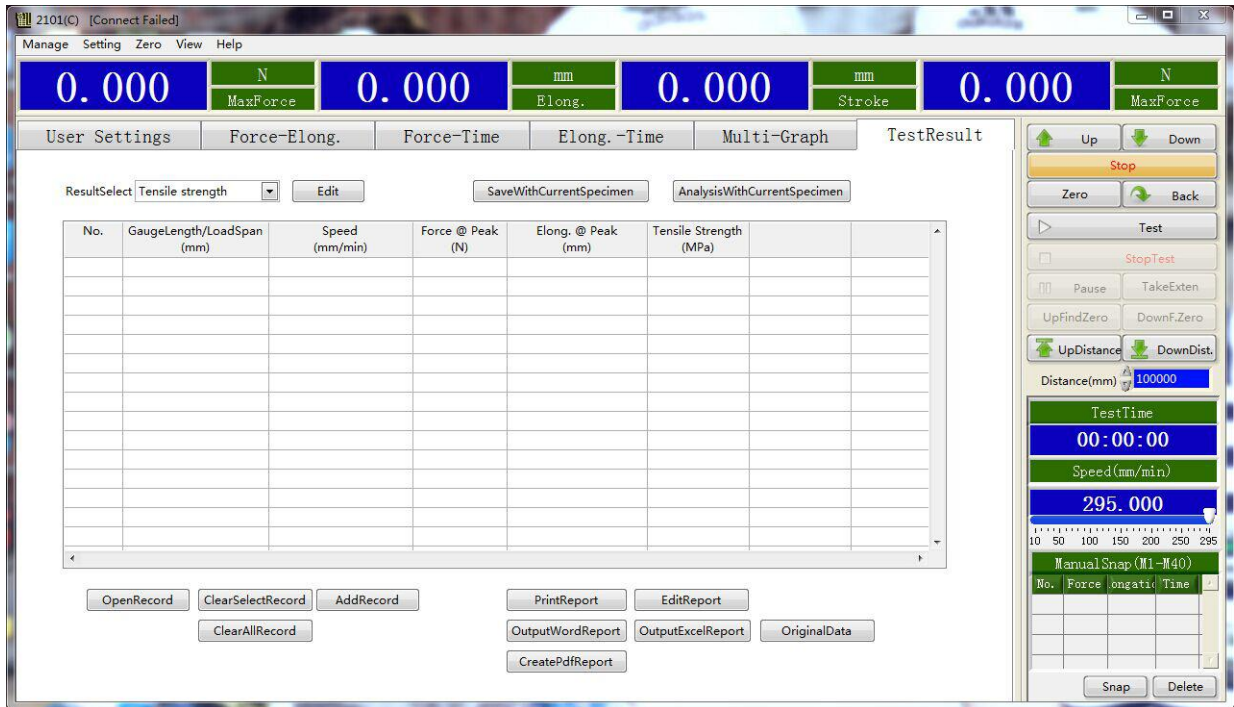 2101(C) [Connect Failed]
Manage Setting Zero View Help
0.000 N MaxForce 0.000 mm Elong. 0.000 mm Stroke 0.000 N MaxForce
User Settings Force-Elong. Force-Time Elong.-Time Multi-Graph TestResult
ResultSelect Tensile strength Edit SaveWithCurrentSpecimen AnalysisWithCurrentSpecimen
No. GaugeLength/LoadSpan Speed Force @ Peak Elong. @ Peak Tensile Strength
(mm) (mm/min) (N) (mm) (MPa)
OpenRecord ClearSelectRecord AddRecord PrintReport EditReport
ClearAllRecord OutputWordReport OutputExcelReport OriginalData
CreatePdfReport
Up Down
Stop
Zero Back
Test
StopTest
Pause TakeExten
UpFindZero DownF.Zero
UpDistance DownDist.
Distance(mm) 100000
TestTime
00:00:00
Speed(mm/min)
295.000
10 50 100 150 200 250 295
ManualSnap(M1-M40)
No. Force ongatic Time
Snap Delete